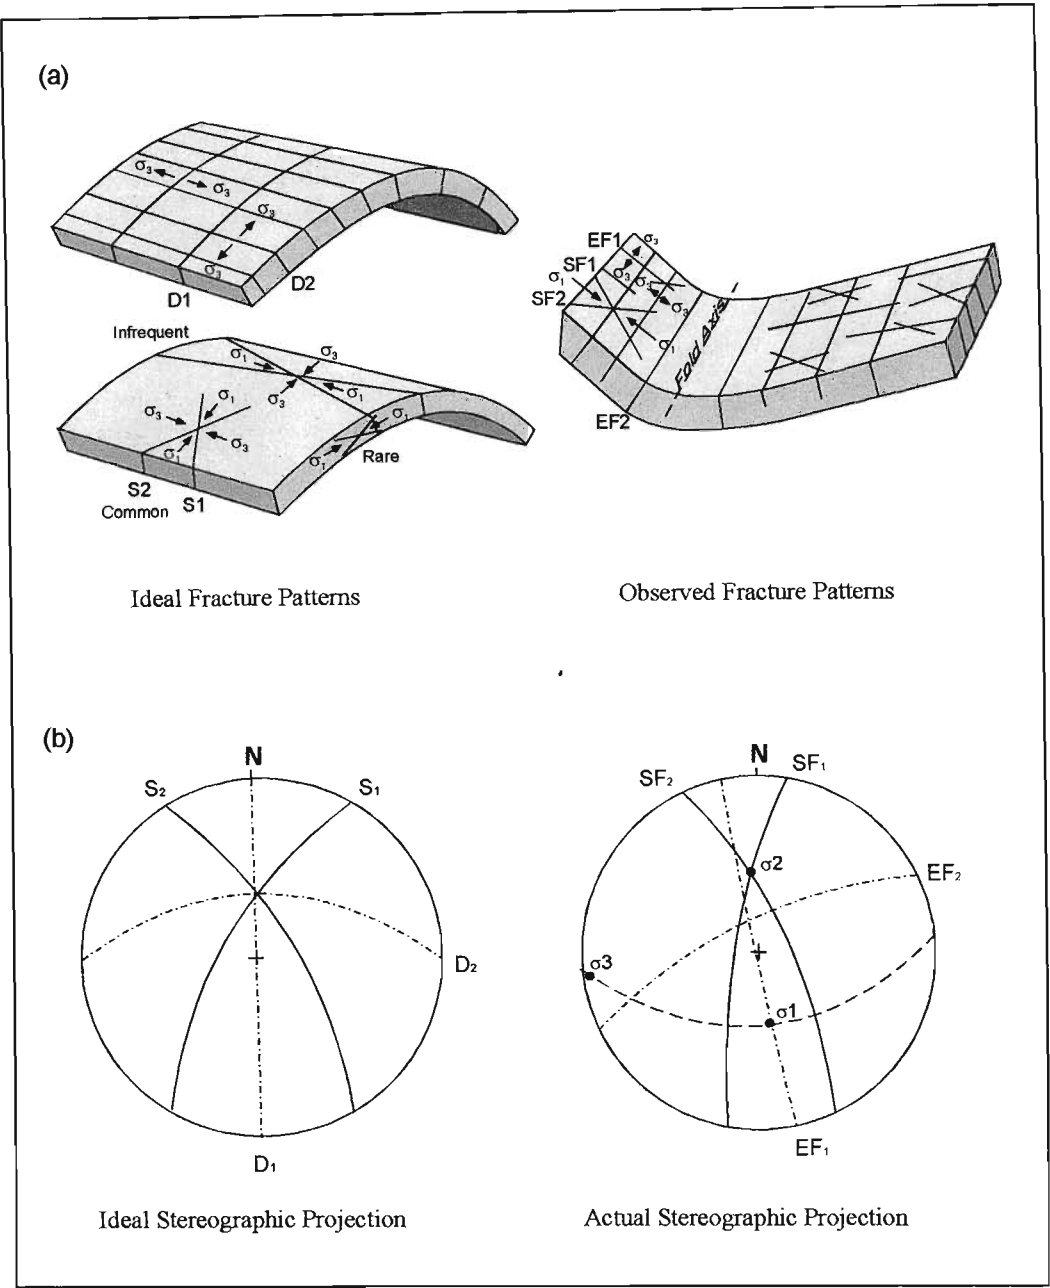 (a)
σ₃
σ₃
σ₃
σ₃
D2
D1
Infrequent
σ₁
σ₃
σ₃
σ₁
σ₁
σ₃
σ₃
σ₁
σ₁
σ₁
Rare
S2
S1
Common
EF1
σ₃
SF1
σ₃
σ₁
SF2
σ₃
σ₁
Fold Axis
EF2
Ideal Fracture Patterns
Observed Fracture Patterns
(b)
N
S₂
S₁
D₂
D₁
N
SF₂
SF₁
σ2
EF₂
σ3
σ1
EF₁
Ideal Stereographic Projection
Actual Stereographic Projection